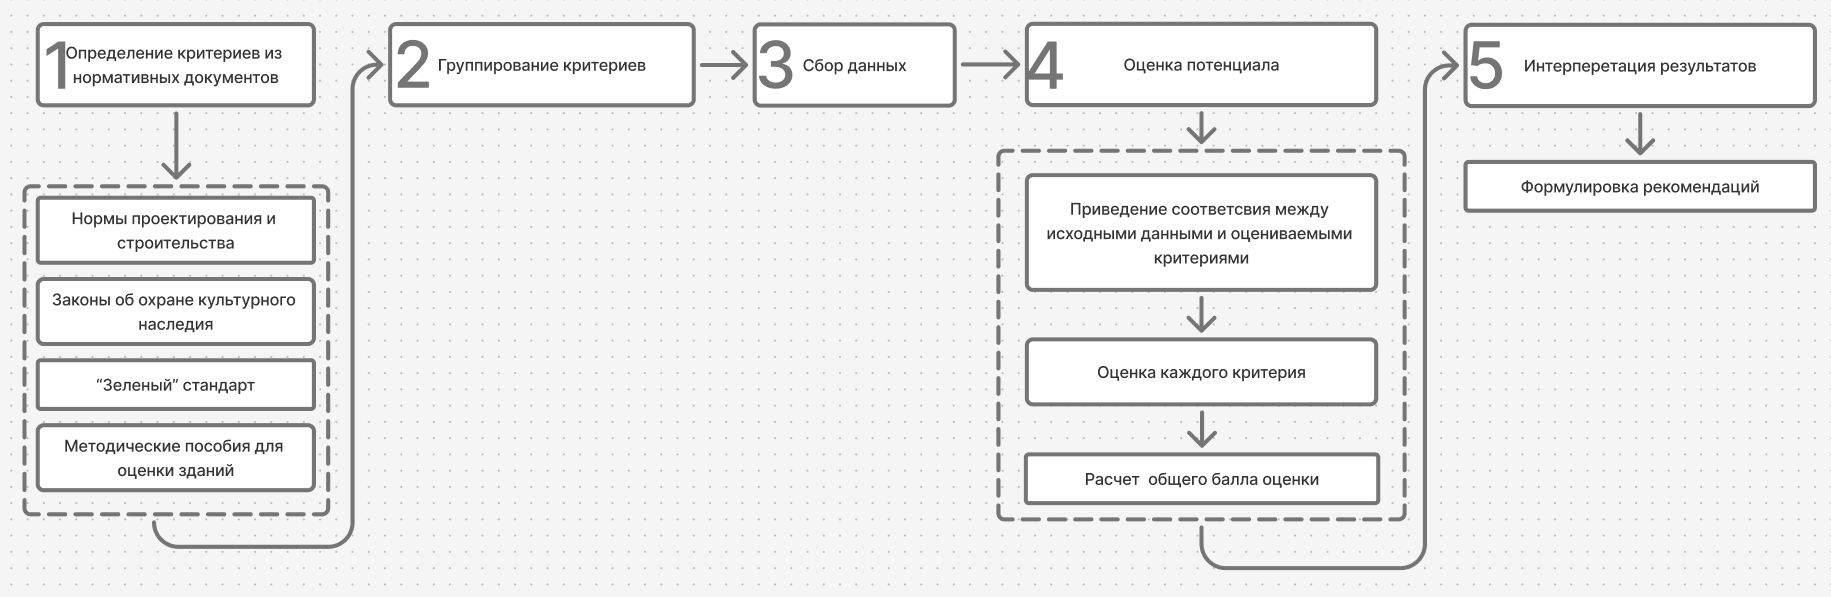 1
Определение критериев из
нормативных документов
Нормы проектирования и
строительства
Законы об охране культурного
наследия
“Зеленый” стандарт
Методические пособия для
оценки зданий
2
Группирование критериев
3
Сбор данных
4
Оценка потенциала
Приведение соответсвия между
исходными данными и оцениваемыми
критериями
Оценка каждого критерия
Расчет общего балла оценки
5
Интерперетация результатов
Формулировка рекомендаций